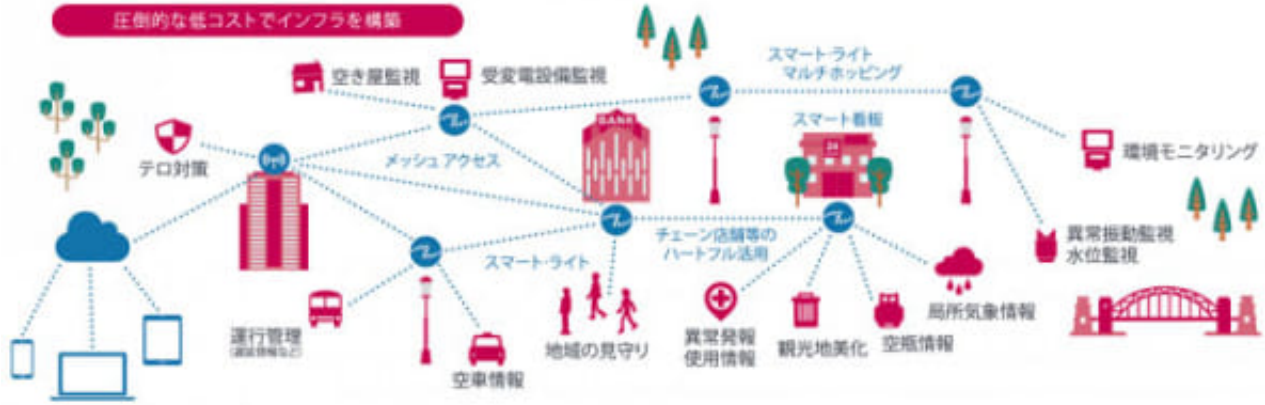 圧倒的な低コストでインフラを構築
空き屋監視
受変電設備監視
スマート・ライト
マルチホッピング
BANK
スマート看板
24
テロ対策
メッシュアクセス
環境モニタリング
チェーン店舗等の
ハートフル活用
異常振動監視
水位監視
スマート・ライト
運行管理
空車情報
地域の見守り
異常発報
使用情報
観光地美化
空瓶情報
局所気象情報